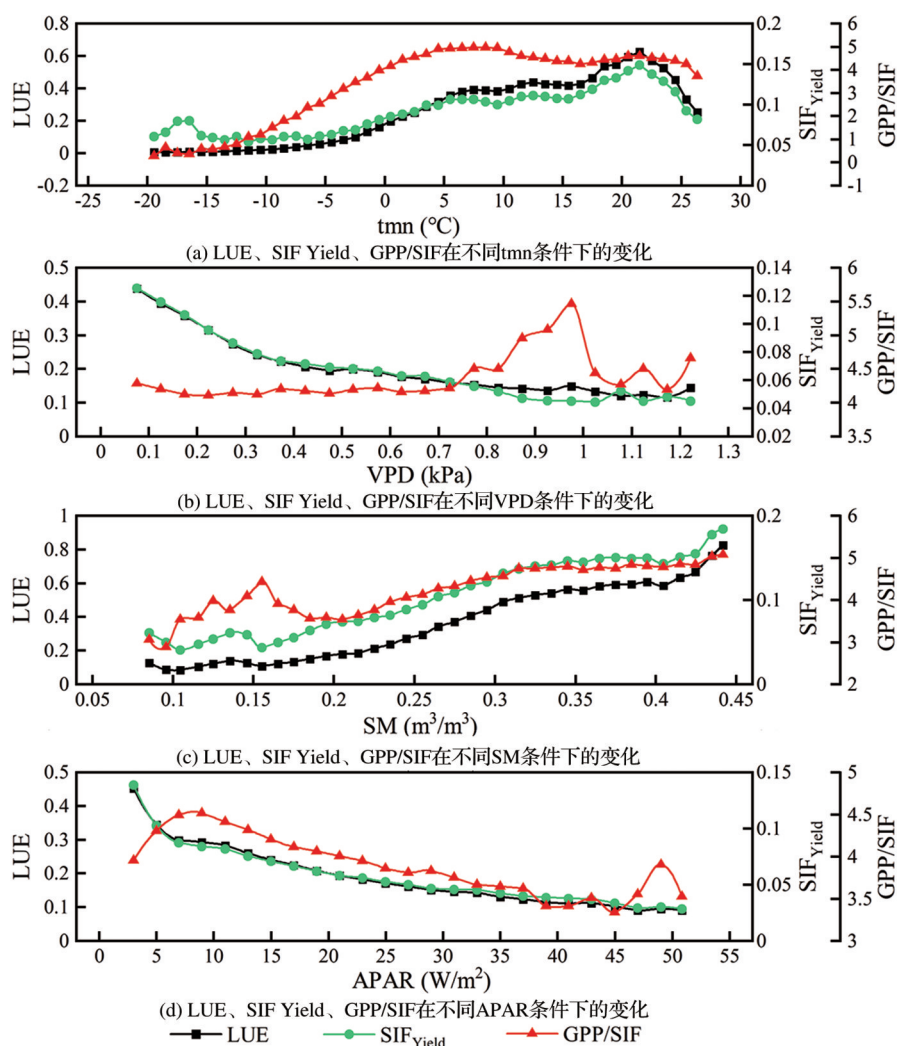 0.8 0.2 6
0.6 5
0.4 0.1 4
0.2 0.1 3
2
0 0.05 1
0
-0.2 0 -1
LUE
SIF Yield
GPP/SIF
-25 -20 -15 -10 -5 0 5 10 15 20 25 30
tmn (℃)
(a) LUE、SIF Yield、GPP/SIF在不同tmn条件下的变化
0.5 0.14 6
0.4 0.12 5.5
0.3 0.1 5
0.08
0.2 0.06 4.5
0.1 0.04 4
0 0.02 3.5
LUE
SIF Yield
GPP/SIF
0 0.1 0.2 0.3 0.4 0.5 0.6 0.7 0.8 0.9 1 1.1 1.2 1.3
VPD (kPa)
(b) LUE、SIF Yield、GPP/SIF在不同VPD条件下的变化
1 0.2 6
0.8 5
0.6 0.1 4
0.4
0.2 3
0 0 2
LUE
SIF Yield
GPP/SIF
0.05 0.1 0.15 0.2 0.25 0.3 0.35 0.4 0.45
SM (m³/m³)
(c) LUE、SIF Yield、GPP/SIF在不同SM条件下的变化
0.5 0.15 5
0.4 4.5
0.3 0.1 4
0.2 0.05 3.5
0.1
0 0 3
LUE
SIF Yield
GPP/SIF
0 5 10 15 20 25 30 35 40 45 50 55
APAR (W/m²)
(d) LUE、SIF Yield、GPP/SIF在不同APAR条件下的变化
LUE SIF Yield GPP/SIF